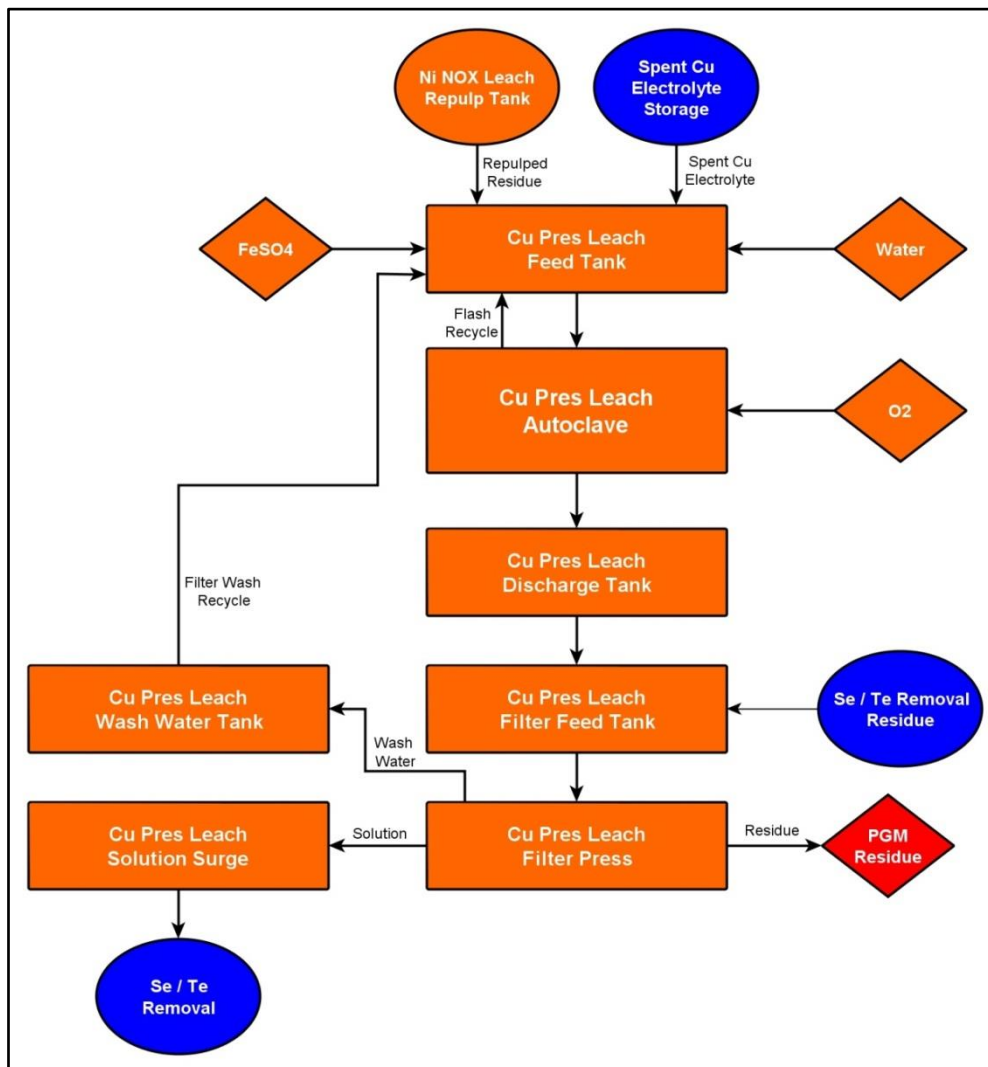 Ni NOX Leach
Repulp Tank
Spent Cu
Electrolyte
Storage
Repulped
Residue
Spent Cu
Electrolyte
FeSO4
Cu Pres Leach
Feed Tank
Water
Flash
Recycle
Cu Pres Leach
Autoclave
O2
Cu Pres Leach
Discharge Tank
Filter Wash
Recycle
Cu Pres Leach
Wash Water Tank
Cu Pres Leach
Filter Feed Tank
Se / Te Removal
Residue
Wash
Water
Cu Pres Leach
Solution Surge
Solution
Cu Pres Leach
Filter Press
Residue
PGM
Residue
Se / Te
Removal